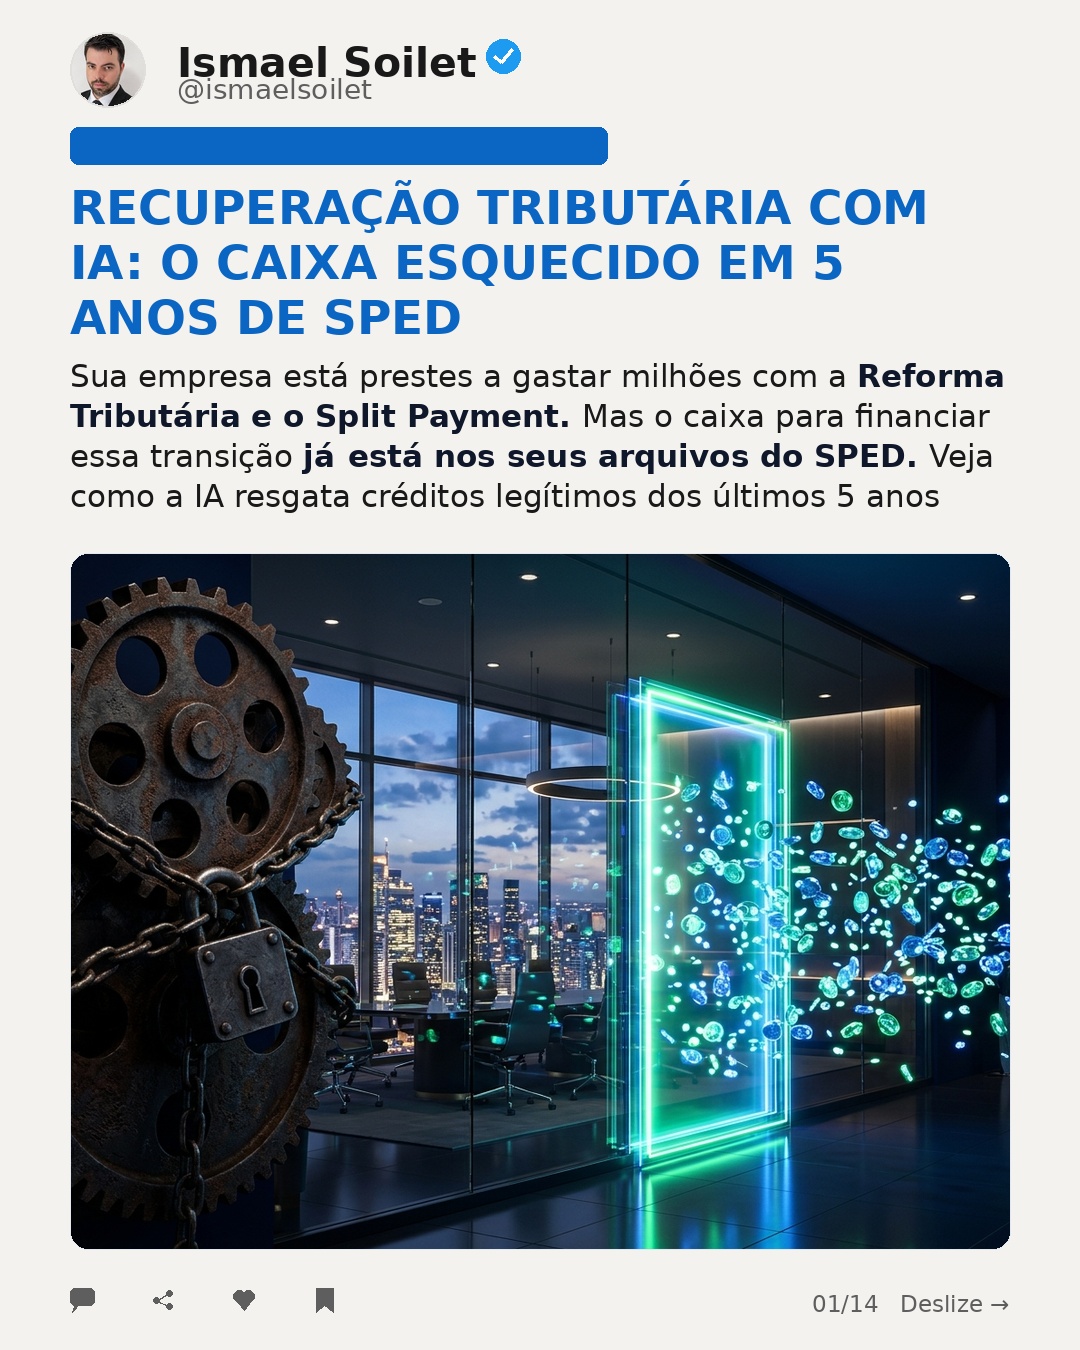 Ismael Soilet
@ismaelsoilet
RECUPERAÇÃO TRIBUTÁRIA COM
IA: O CAIXA ESQUECIDO EM 5
ANOS DE SPED
Sua empresa está prestes a gastar milhões com a Reforma
Tributária e o Split Payment. Mas o caixa para financiar
essa transição já está nos seus arquivos do SPED. Veja
como a IA resgata créditos legítimos dos últimos 5 anos
01/14 Deslize →